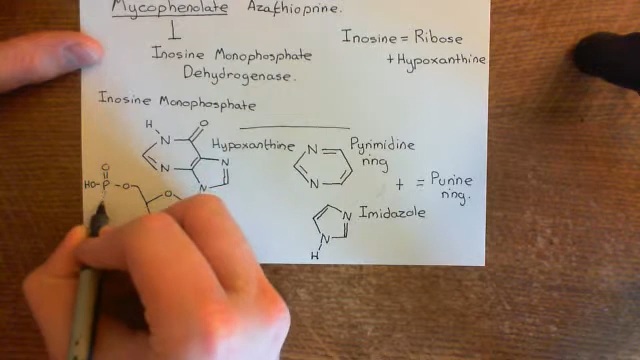 Mycophenolate Azathioprine.
Inosine Monophosphate
Dehydrogenase.
Inosine = Ribose
+ Hypoxanthine
Inosine Monophosphate
H
N
O
N
N
N
Hypoxanthine
O
HO-P-O
O
N
N
Pyrimidine
ring
+ = Purine
ring.
N
N
H
Imidazole